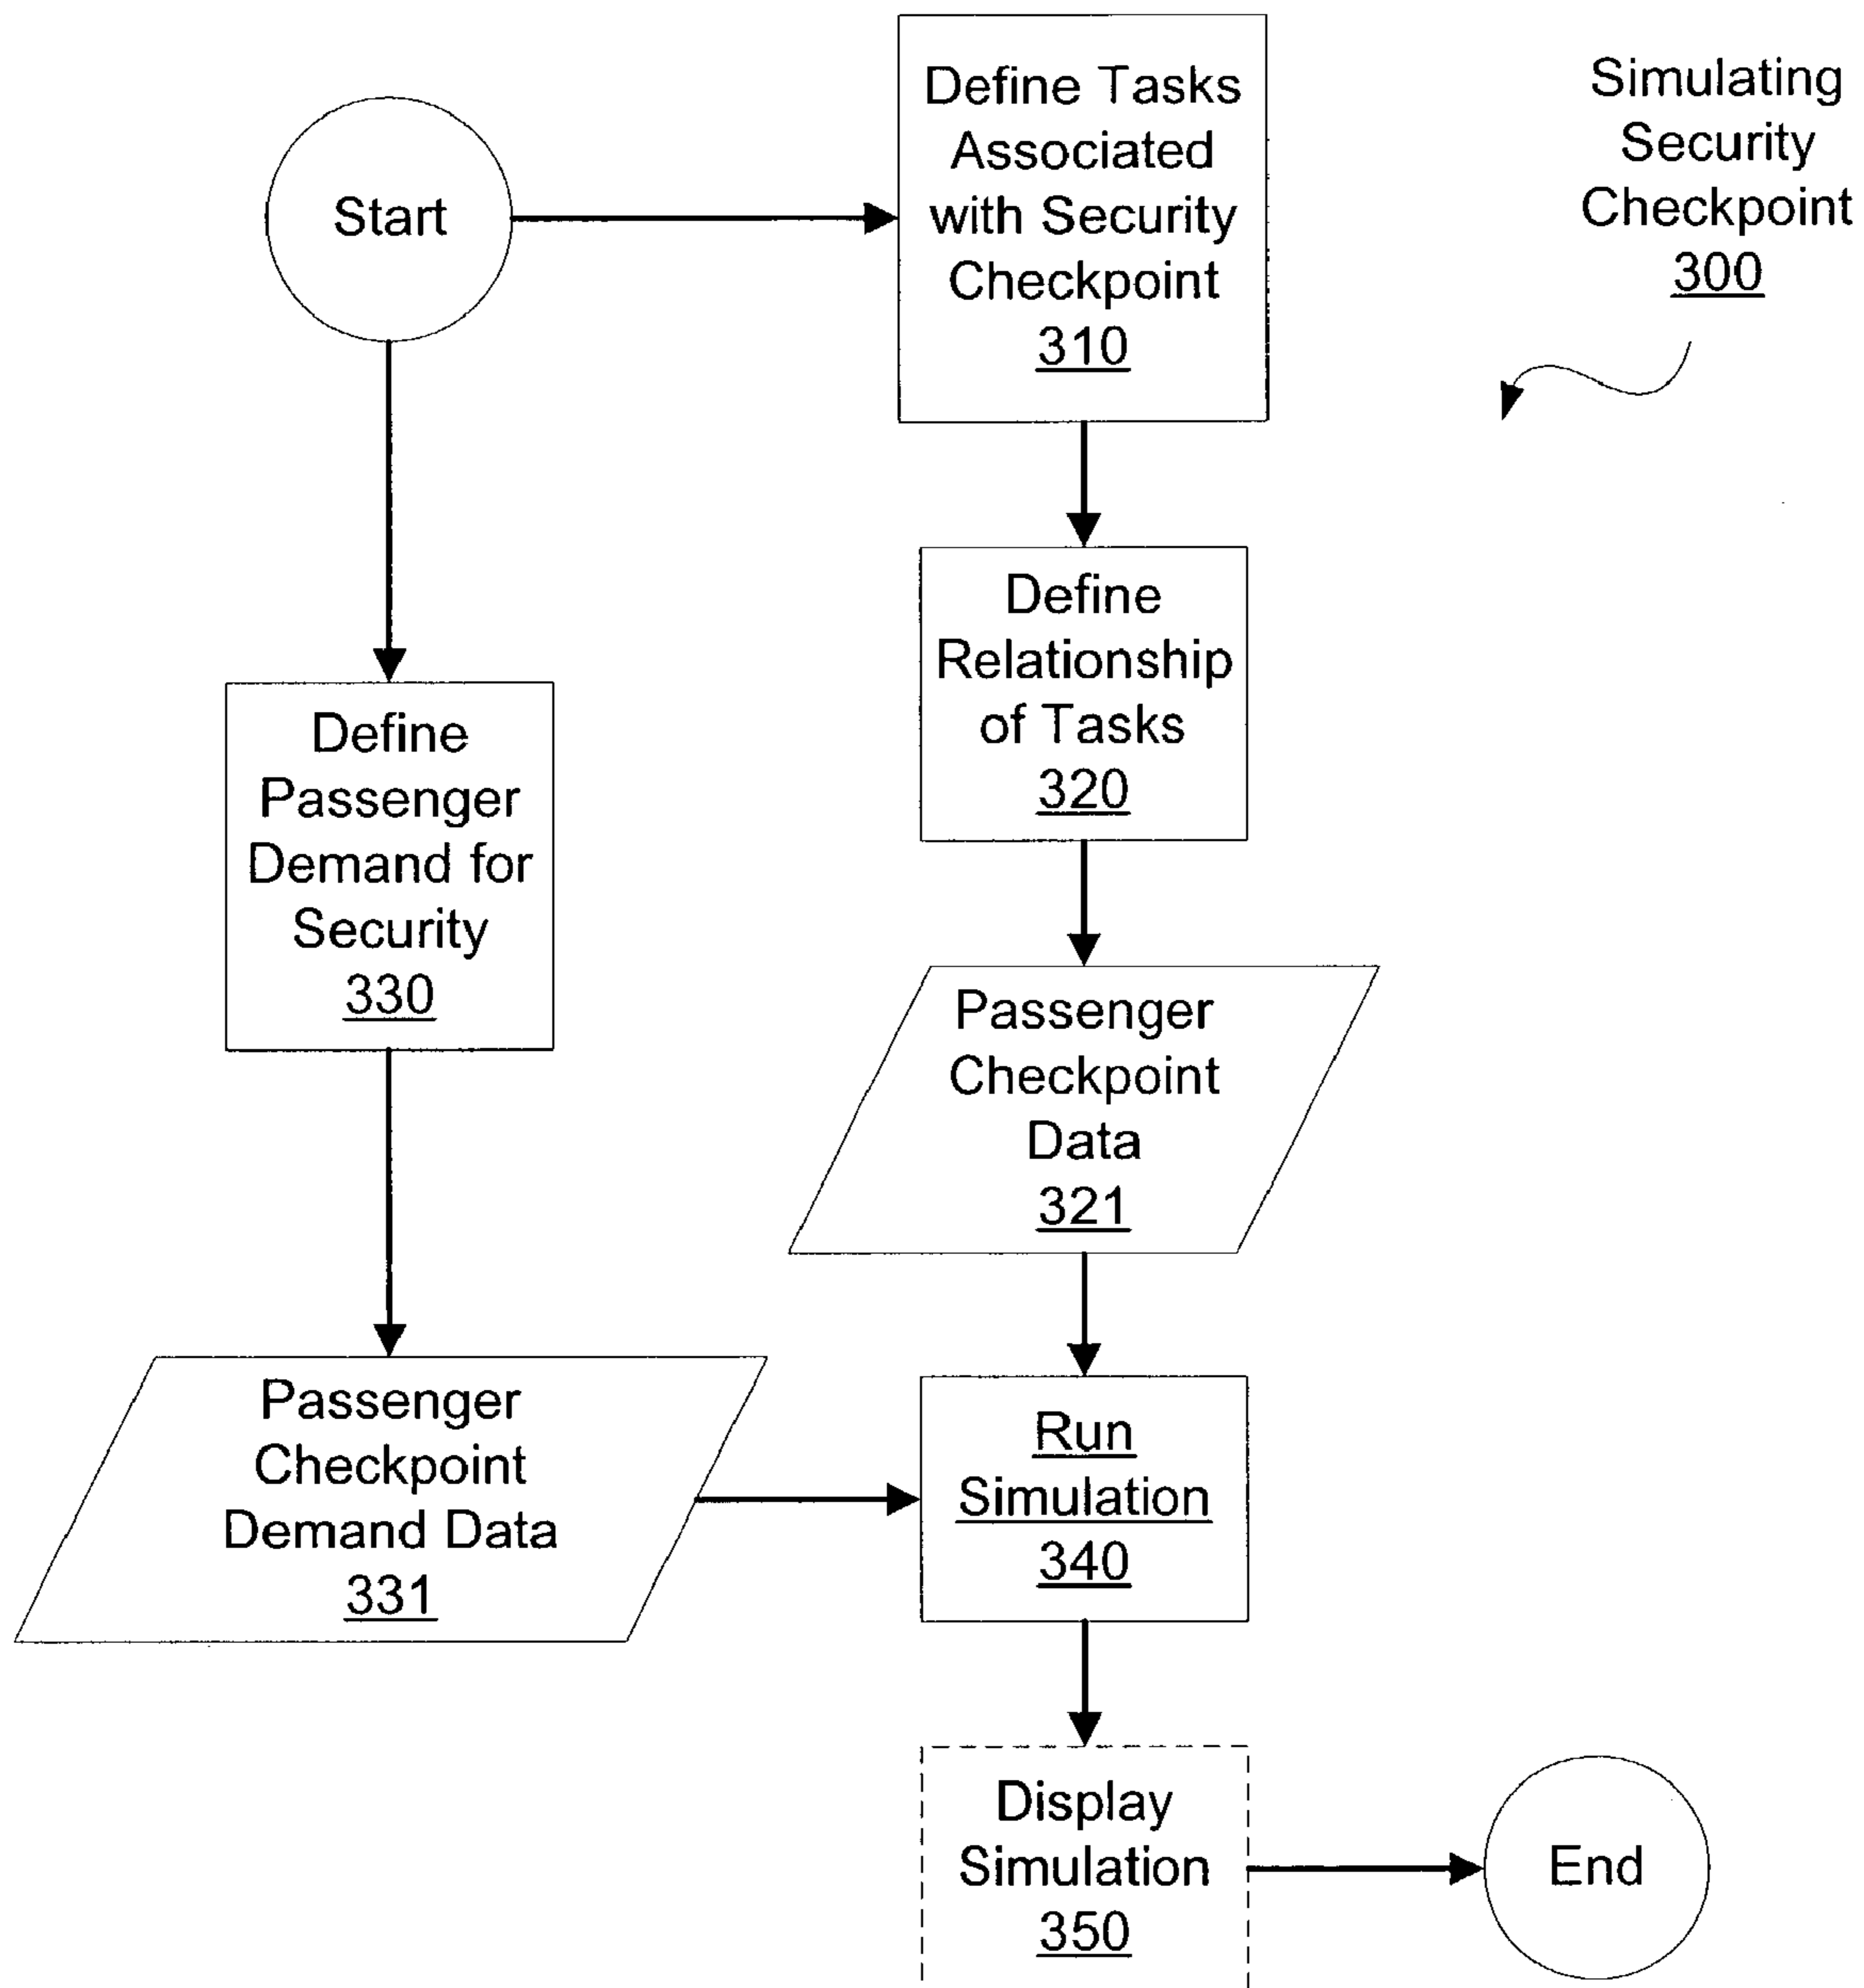 Start
Define Tasks
Associated
with Security
Checkpoint
310
Simulating
Security
Checkpoint
300
Define
Relationship
of Tasks
320
Define
Passenger
Demand for
Security
330
Passenger
Checkpoint
Data
321
Passenger
Checkpoint
Demand Data
331
Run
Simulation
340
Display
Simulation
350
End